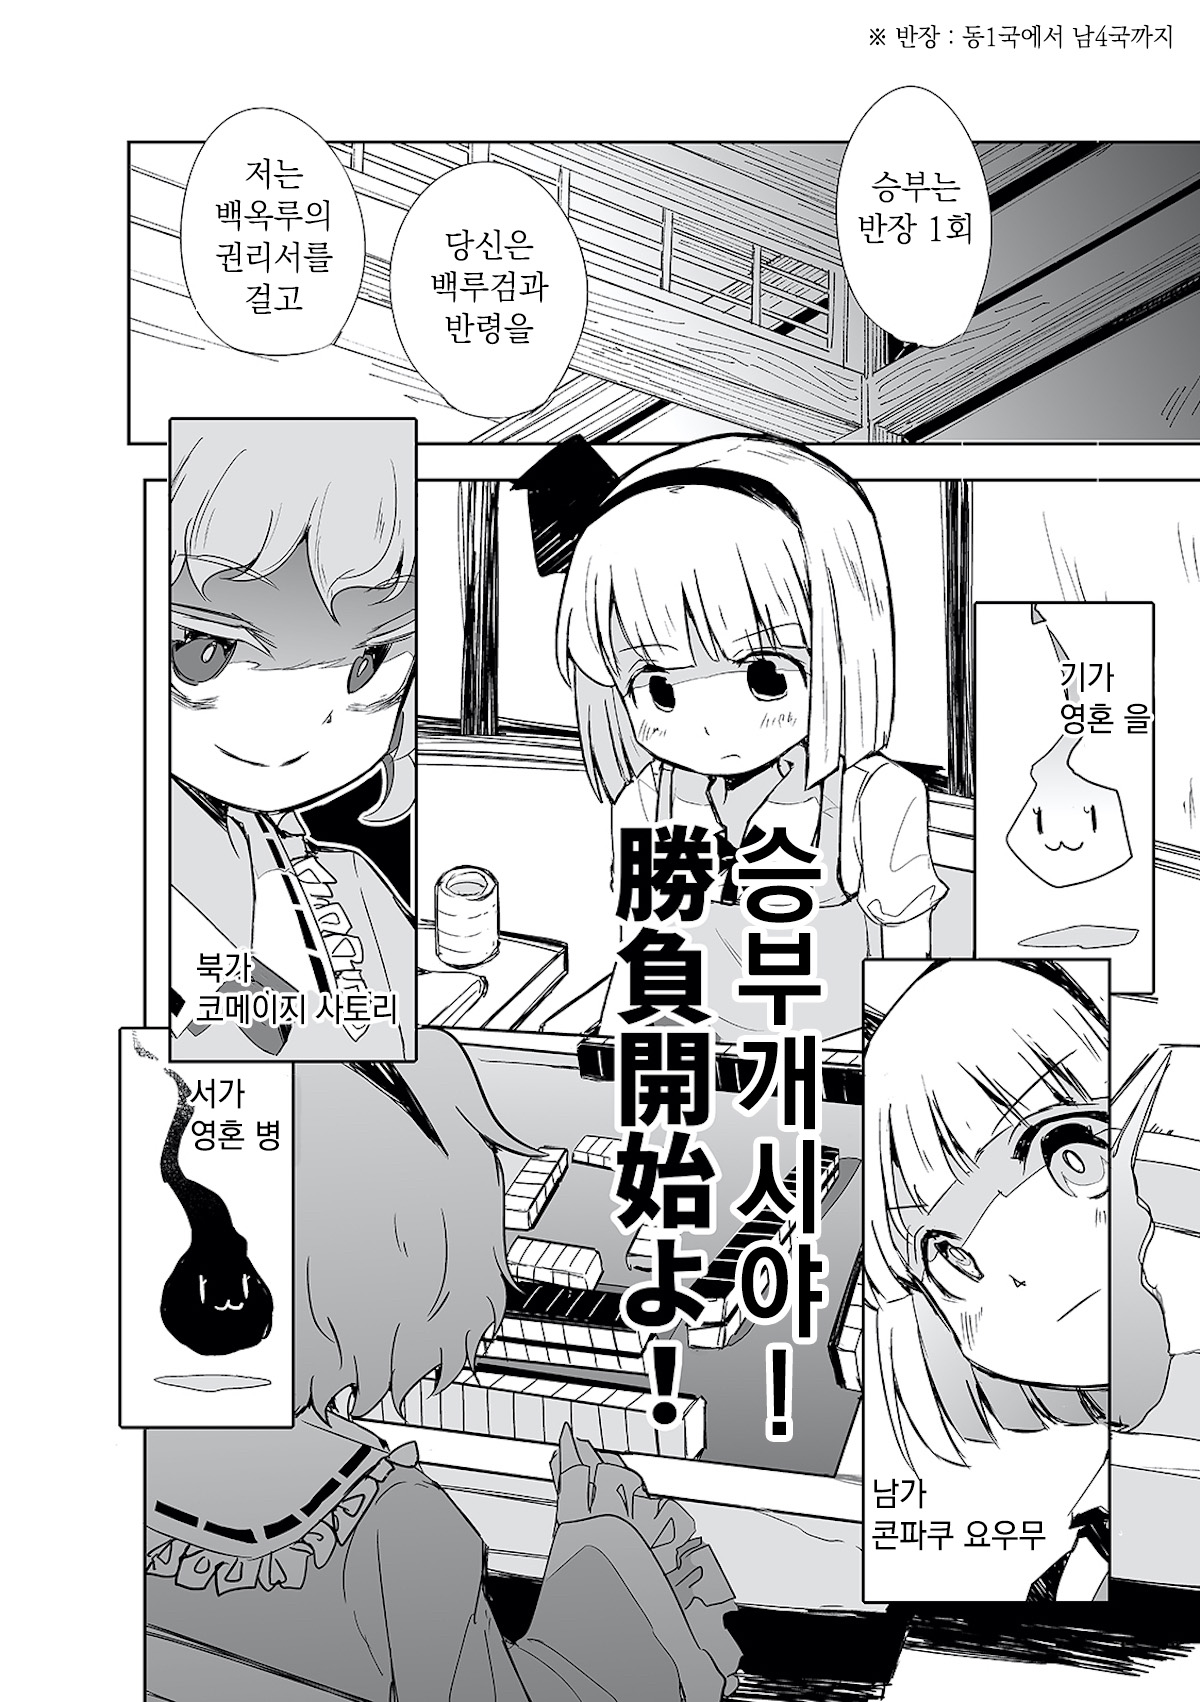 ※ 반장 : 동1국에서 남4국까지
승부는
반장 1회
당신은
백루검과
반령을
저는
백옥루의
권리서를
걸고
기가
영혼 을
북가
코메이지 사토리
승부개시야!
勝負開始よ!
서가
영혼 병
남가
콘파쿠 요우무